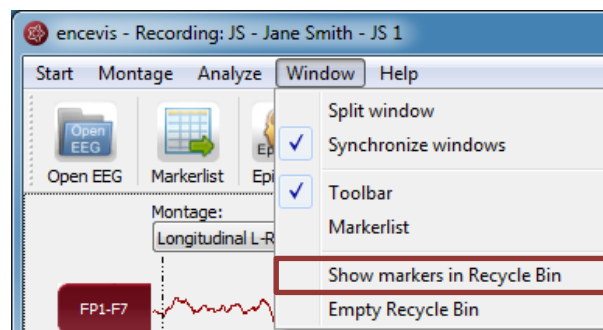 encevis - Recording: JS - Jane Smith - JS 1
Start Montage Analyze Window Help
Split window
Synchronize windows
Toolbar
Markerlist
Show markers in Recycle Bin
Empty Recycle Bin
Open EEG
Ep
Open EEG Markerlist Epi
Montage:
Longitudinal L-R
FP1-F7